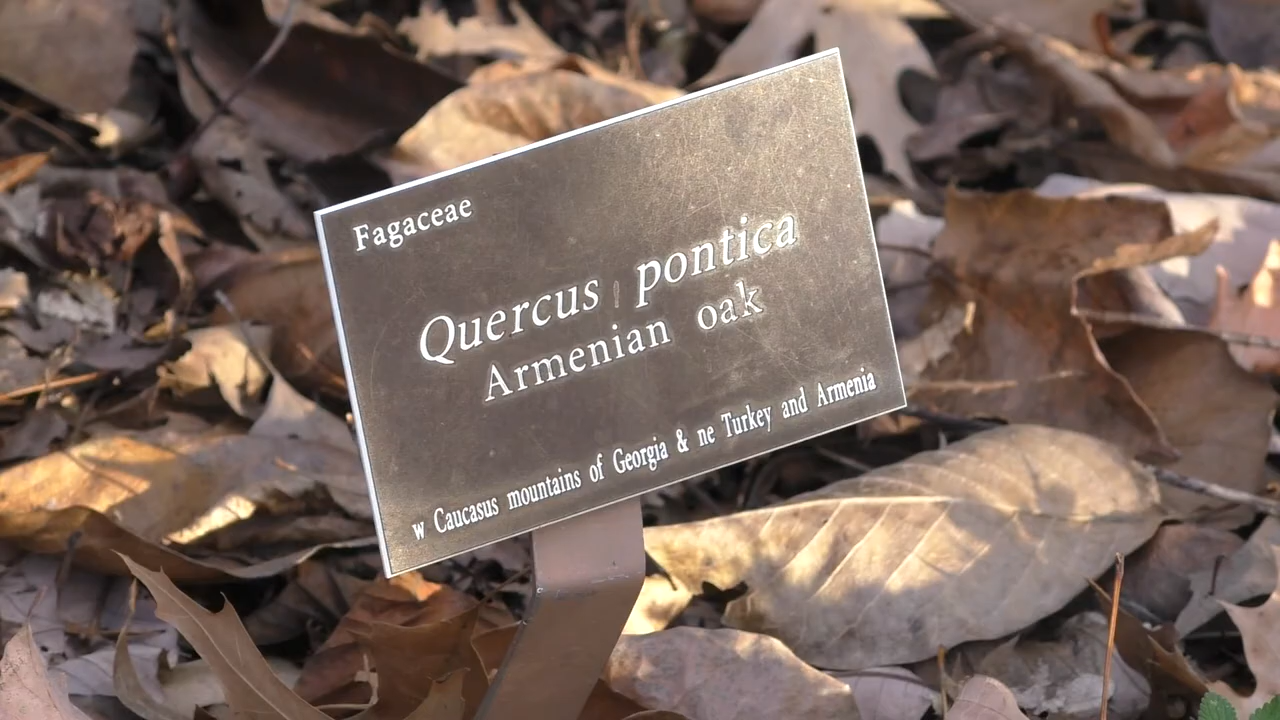 Fagaceae
Quercus pontica
Armenian oak
w Caucasus mountains of Georgia & ne Turkey and Armenia